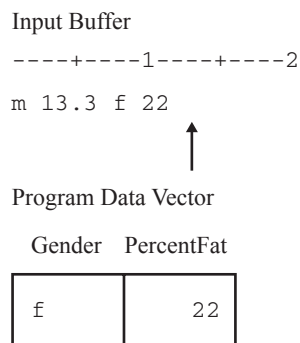 Input Buffer
----+----1----+----2
m 13.3 f 22
Program Data Vector
Gender PercentFat
f 22